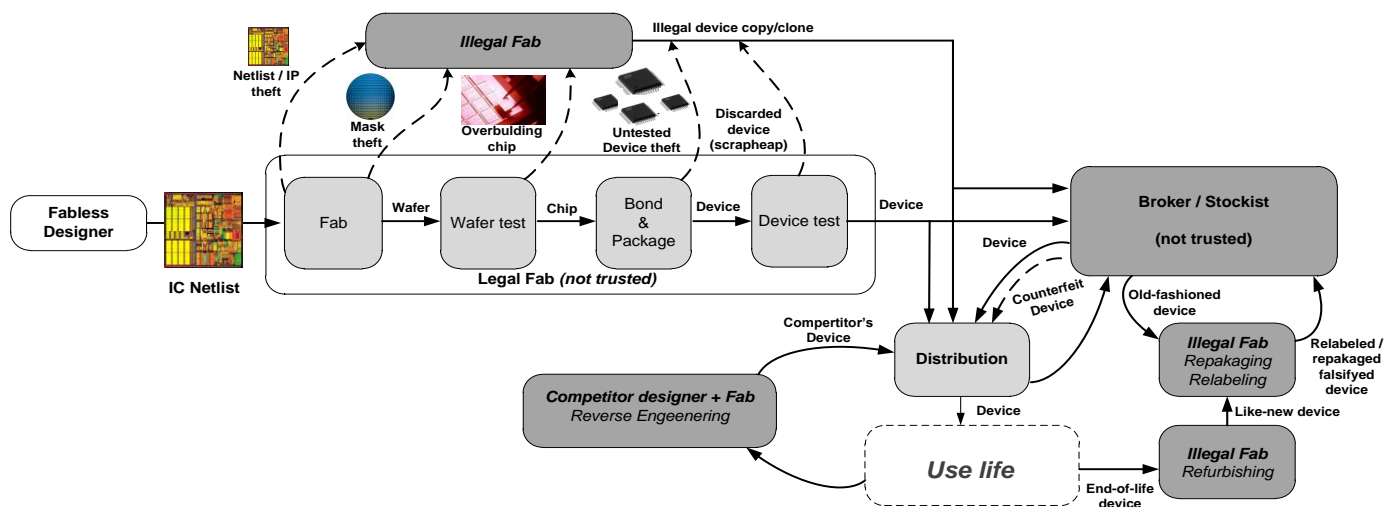 Illegal Fab
Illegal device copy/clone
Netlist / IP
theft
Mask
theft
Overbulding
chip
Untested
Device theft
Discarded
device
(scrapheap)
Fabless
Designer
IC Netlist
Fab
Wafer
Wafer test
Chip
Bond
&
Package
Device
Device test
Device
Legal Fab (not trusted)
Broker / Stockist
(not trusted)
Device
Counterfeit
Device
Old-fashioned
device
Compertitor's
Device
Distribution
Illegal Fab
Repakaging
Relabeling
Relabeled /
repakaged
falsifyed
device
Competitor designer + Fab
Reverse Engeenering
Device
Like-new device
Use life
Illegal Fab
Refurbishing
End-of-life
device